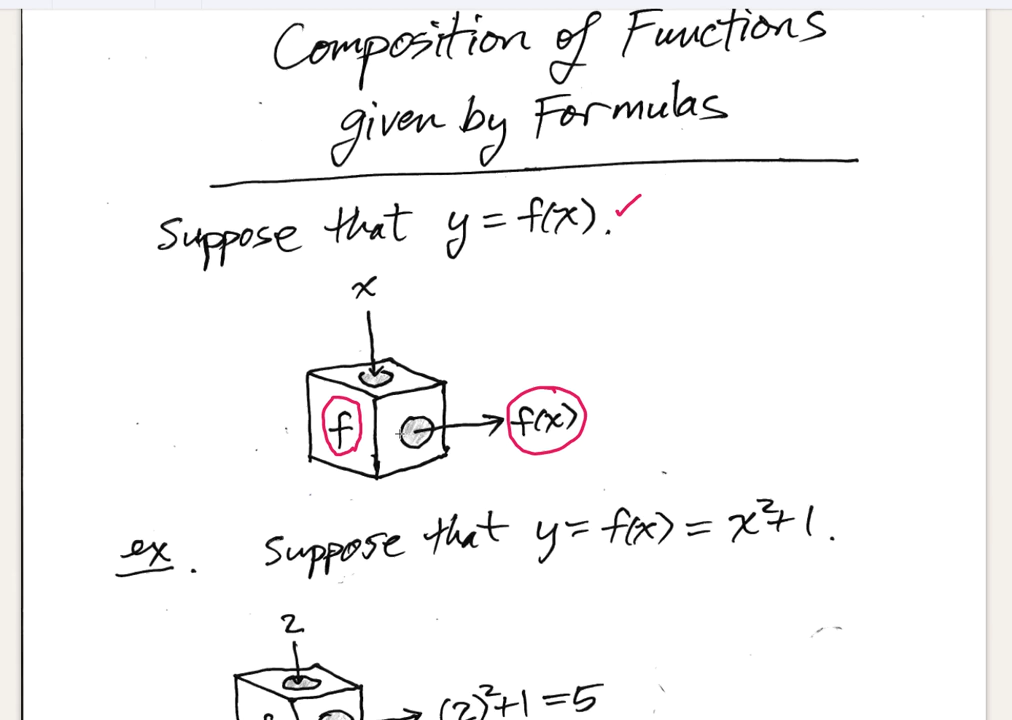 Composition of Functions
given by Formulas
Suppose that y = f(x). ✓
x
f
f(x)
ex. Suppose that y = f(x) = x²+1.
2
(2)²+1 = 5